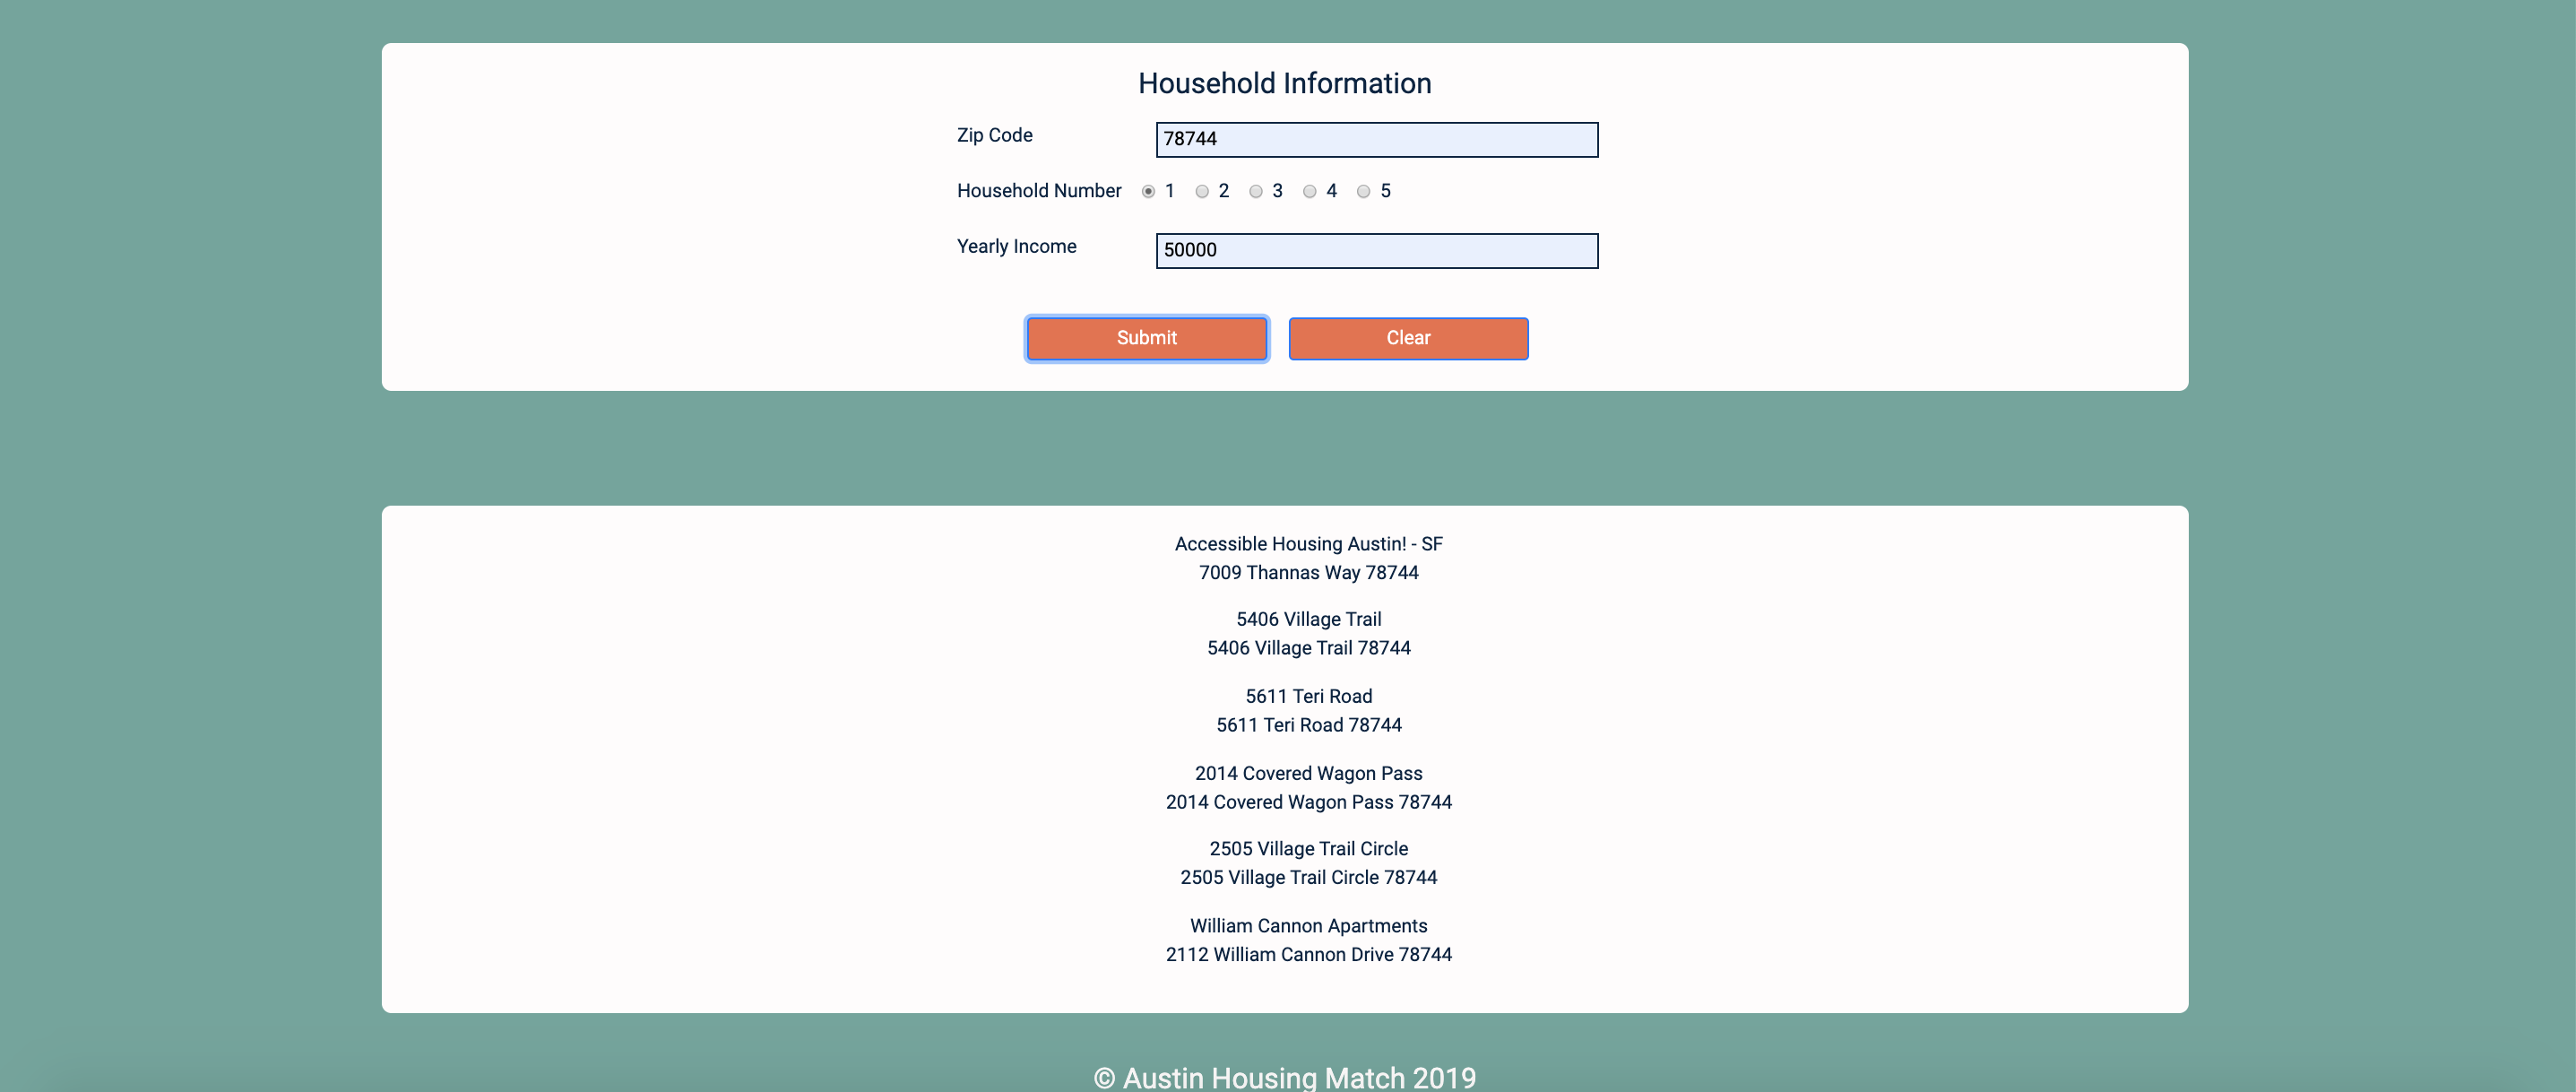 Household Information
Zip Code 78744
Household Number 1 2 3 4 5
Yearly Income 50000
Submit Clear
Accessible Housing Austin! - SF
7009 Thannas Way 78744
5406 Village Trail
5406 Village Trail 78744
5611 Teri Road
5611 Teri Road 78744
2014 Covered Wagon Pass
2014 Covered Wagon Pass 78744
2505 Village Trail Circle
2505 Village Trail Circle 78744
William Cannon Apartments
2112 William Cannon Drive 78744
© Austin Housing Match 2019